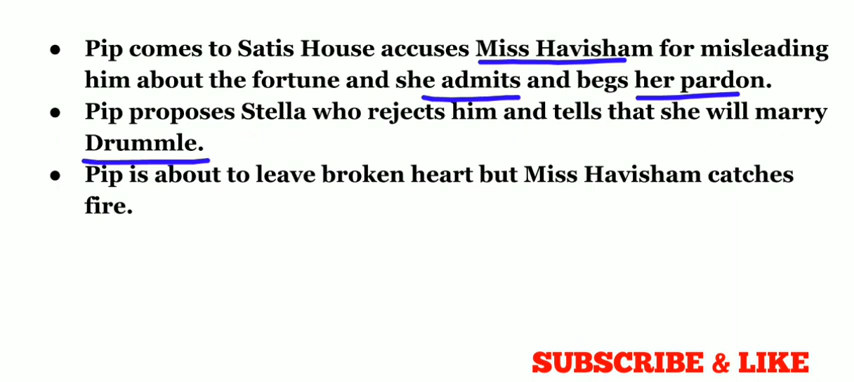 ● Pip comes to Satis House accuses Miss Havisham for misleading
him about the fortune and she admits and begs her pardon.
● Pip proposes Stella who rejects him and tells that she will marry
Drummle.
● Pip is about to leave broken heart but Miss Havisham catches
fire.
SUBSCRIBE & LIKE